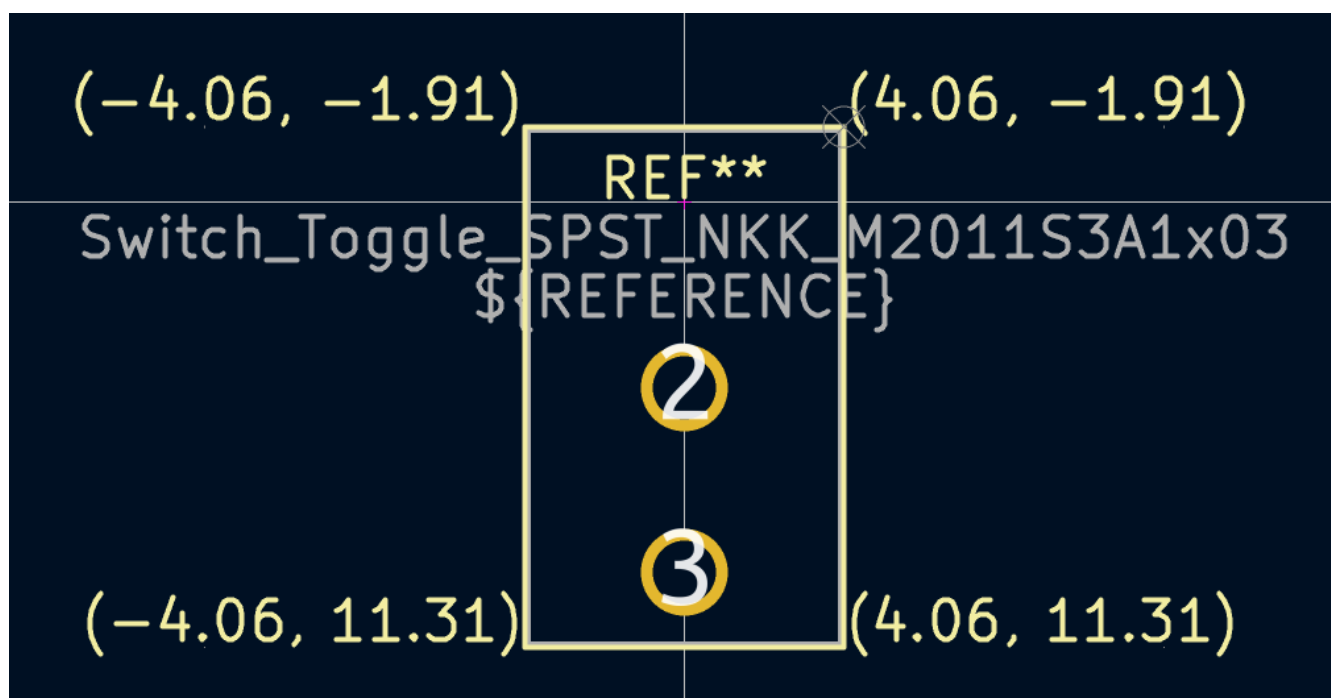 (−4.06, −1.91) (4.06, −1.91)
REF**
Switch_Toggle_SPST_NKK_M2011S3A1x03
${REFERENCE}
2
3
(−4.06, 11.31) (4.06, 11.31)